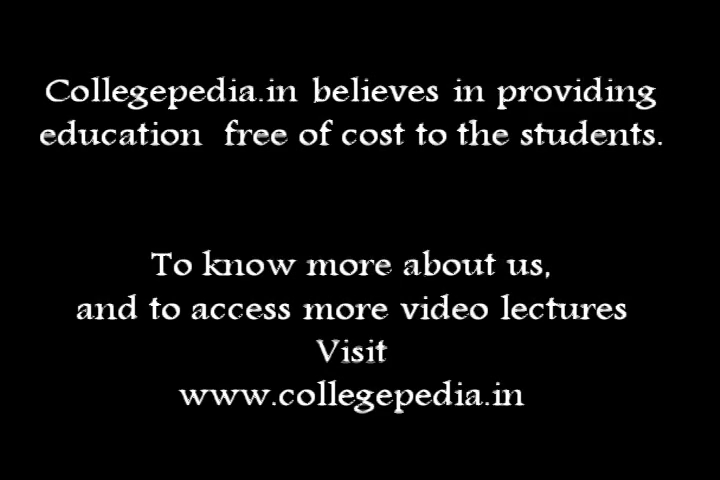 Collegepedia.in believes in providing
education free of cost to the students.
To know more about us,
and to access more video lectures
Visit
www.collegepedia.in